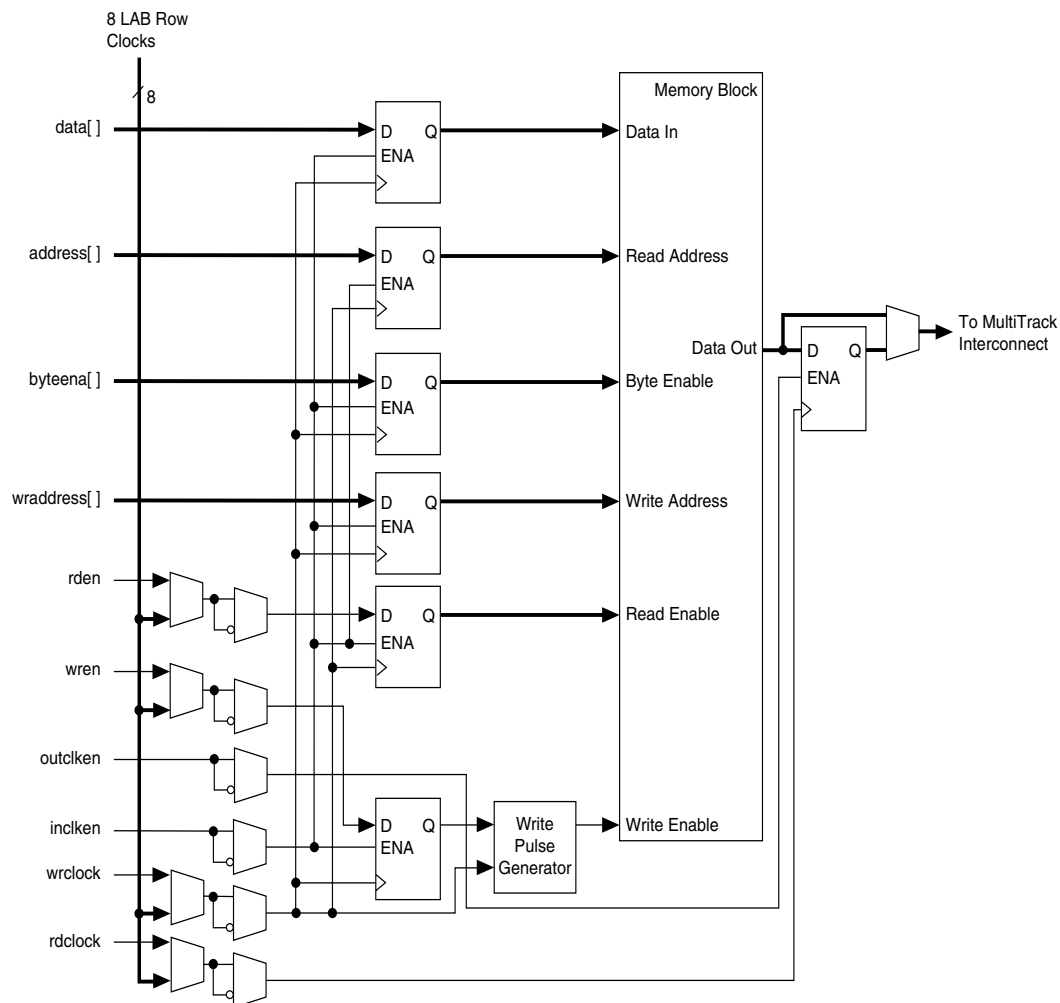 8 LAB Row
Clocks
8
Memory Block
data[ ]
D Q
ENA
Data In
address[ ]
D Q
ENA
Read Address
To MultiTrack
Interconnect
Data Out
D Q
ENA
byteena[ ]
D Q
ENA
Byte Enable
wraddress[ ]
D Q
ENA
Write Address
rden
D Q
ENA
Read Enable
wren
outclken
inclken
D Q
ENA
Write
Pulse
Generator
Write Enable
wrclock
rdclock